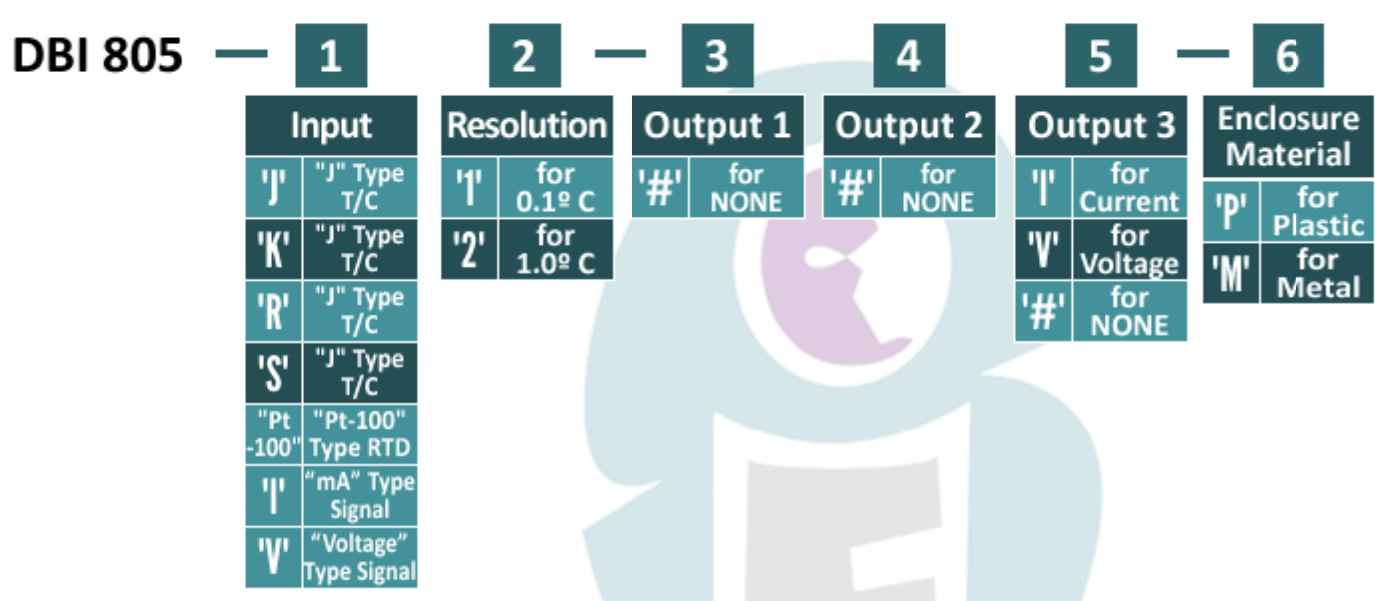 DBI 805 — 1 2 — 3 4 5 — 6
Input
'J' "J" Type
T/C
'K' "J" Type
T/C
'R' "J" Type
T/C
'S' "J" Type
T/C
"Pt
-100"
"Pt-100"
Type RTD
'I' “mA” Type
Signal
'V' “Voltage”
Type Signal
Resolution
'1' for
0.1º C
'2' for
1.0º C
Output 1
'#' for
NONE
Output 2
'#' for
NONE
Output 3
'I' for
Current
'V' for
Voltage
'#' for
NONE
Enclosure
Material
'P' for
Plastic
'M' for
Metal